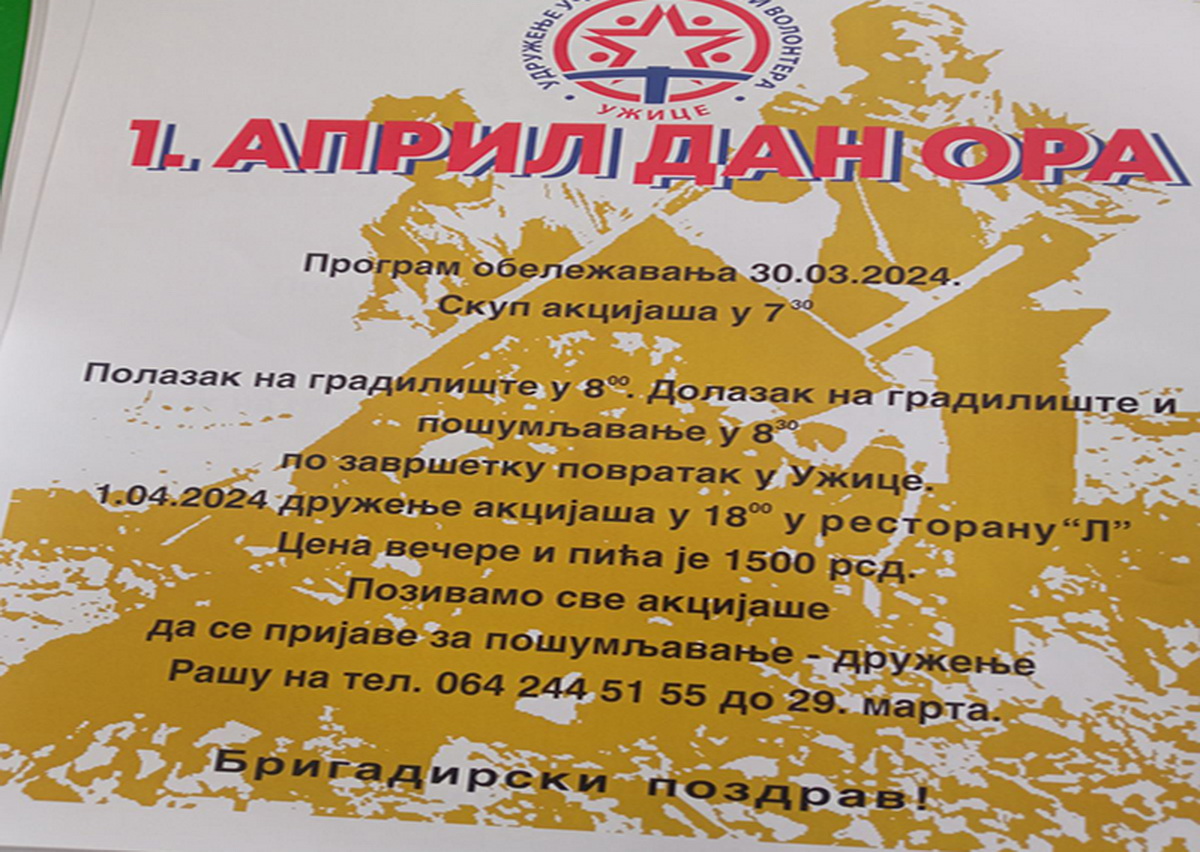 УДРУЖЕЊЕ
И ВОЛОНТЕРА
УЖИЦЕ
1. АПРИЛ ДАН ОРА
Програм обележавања 30.03.2024.
Скуп акцијаша у 7³⁰
Полазак на градилиште у 8⁰⁰. Долазак на градилиште и
пошумљавање у 8³⁰
по завршетку повратак у Ужице.
1.04.2024 дружење акцијаша у 18⁰⁰ у ресторану “Л”
Цена вечере и пића је 1500 рсд.
Позивамо све акцијаше
да се пријаве за пошумљавање - дружење
Рашу на тел. 064 244 51 55 до 29. марта.
Бригадирски поздрав!